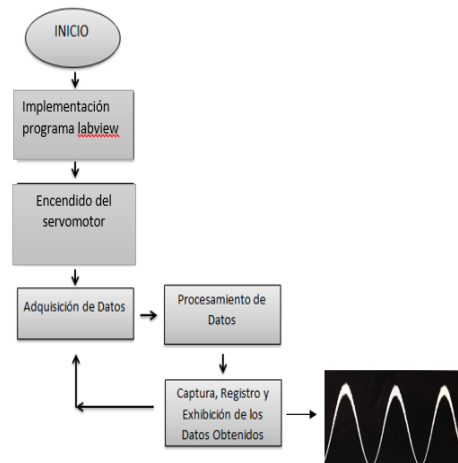 INICIO
Implementación
programa labview
Encendido del
servomotor
Adquisición de Datos
Procesamiento de
Datos
Captura, Registro y
Exhibición de los
Datos Obtenidos